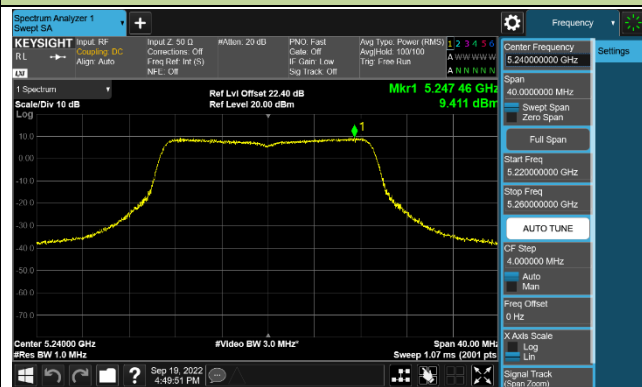 Spectrum Analyzer 1
Swept SA
Frequency
KEYSIGHT
Input: RF
Input Z: 50 Ω
#Atten: 20 dB
PNO: Fast
Avg Type: Power (RMS)
1 2 3 4 5 6
RL
Coupling: DC
Corrections: Off
Gate: Off
Avg|Hold: 100/100
A W W W W W
Align: Auto
Freq Ref: Int (S)
IF Gain: Low
Trig: Free Run
NFE: Off
Sig Track: Off
A N N N N N
LXI
1 Spectrum
Ref Lvl Offset 22.40 dB
Mkr1 5.247 46 GHz
Scale/Div 10 dB
Ref Level 20.00 dBm
9.411 dBm
Log
1
10.0
0.00
-10.0
-20.0
-30.0
-40.0
-50.0
-60.0
-70.0
Center 5.24000 GHz
#Video BW 3.0 MHz*
Span 40.00 MHz
#Res BW 1.0 MHz
Sweep 1.07 ms (2001 pts)
Sep 19, 2022
4:49:51 PM
?
Center Frequency
5.240000000 GHz
Settings
Span
40.0000000 MHz
Swept Span
Zero Span
Full Span
Start Freq
5.220000000 GHz
Stop Freq
5.260000000 GHz
AUTO TUNE
CF Step
4.000000 MHz
Auto
Man
Freq Offset
0 Hz
X Axis Scale
Log
Lin
Signal Track
(Span Zoom)